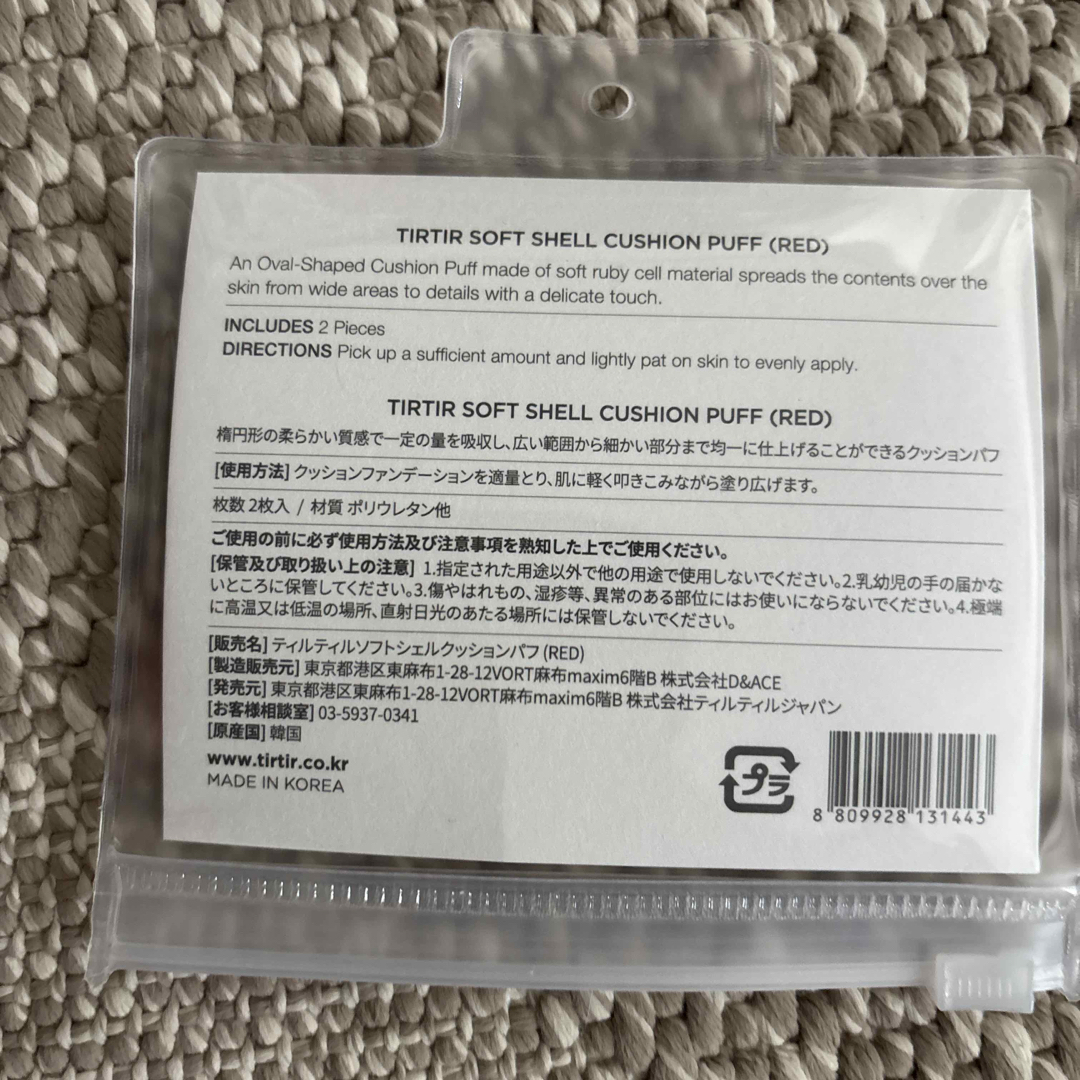 TIRTIR SOFT SHELL CUSHION PUFF (RED)
An Oval-Shaped Cushion Puff made of soft ruby cell material spreads the contents over the
skin from wide areas to details with a delicate touch.
INCLUDES 2 Pieces
DIRECTIONS Pick up a sufficient amount and lightly pat on skin to evenly apply.
TIRTIR SOFT SHELL CUSHION PUFF (RED)
楕円形の柔らかい質感で一定の量を吸収し、広い範囲から細かい部分まで均一に仕上げることができるクッションパフ
[使用方法] クッションファンデーションを適量とり、肌に軽く叩きこみながら塗り広げます。
枚数 2枚入 / 材質 ポリウレタン他
ご使用の前に必ず使用方法及び注意事項を熟知した上でご使用ください。
[保管及び取り扱い上の注意] 1.指定された用途以外で他の用途で使用しないでください。2.乳幼児の手の届かな
いところに保管してください。3.傷やはれもの、湿疹等、異常のある部位にはお使いにならないでください。4.極端
に高温又は低温の場所、直射日光のあたる場所には保管しないでください。
[販売名] ティルティルソフトシェルクッションパフ (RED)
[製造販売元] 東京都港区東麻布1-28-12VORT麻布maxim6階B 株式会社D&ACE
[発売元] 東京都港区東麻布1-28-12VORT麻布maxim6階B 株式会社ティルティルジャパン
[お客様相談室] 03-5937-0341
[原産国] 韓国
www.tirtir.co.kr
MADE IN KOREA
プラ
8 809928 131443